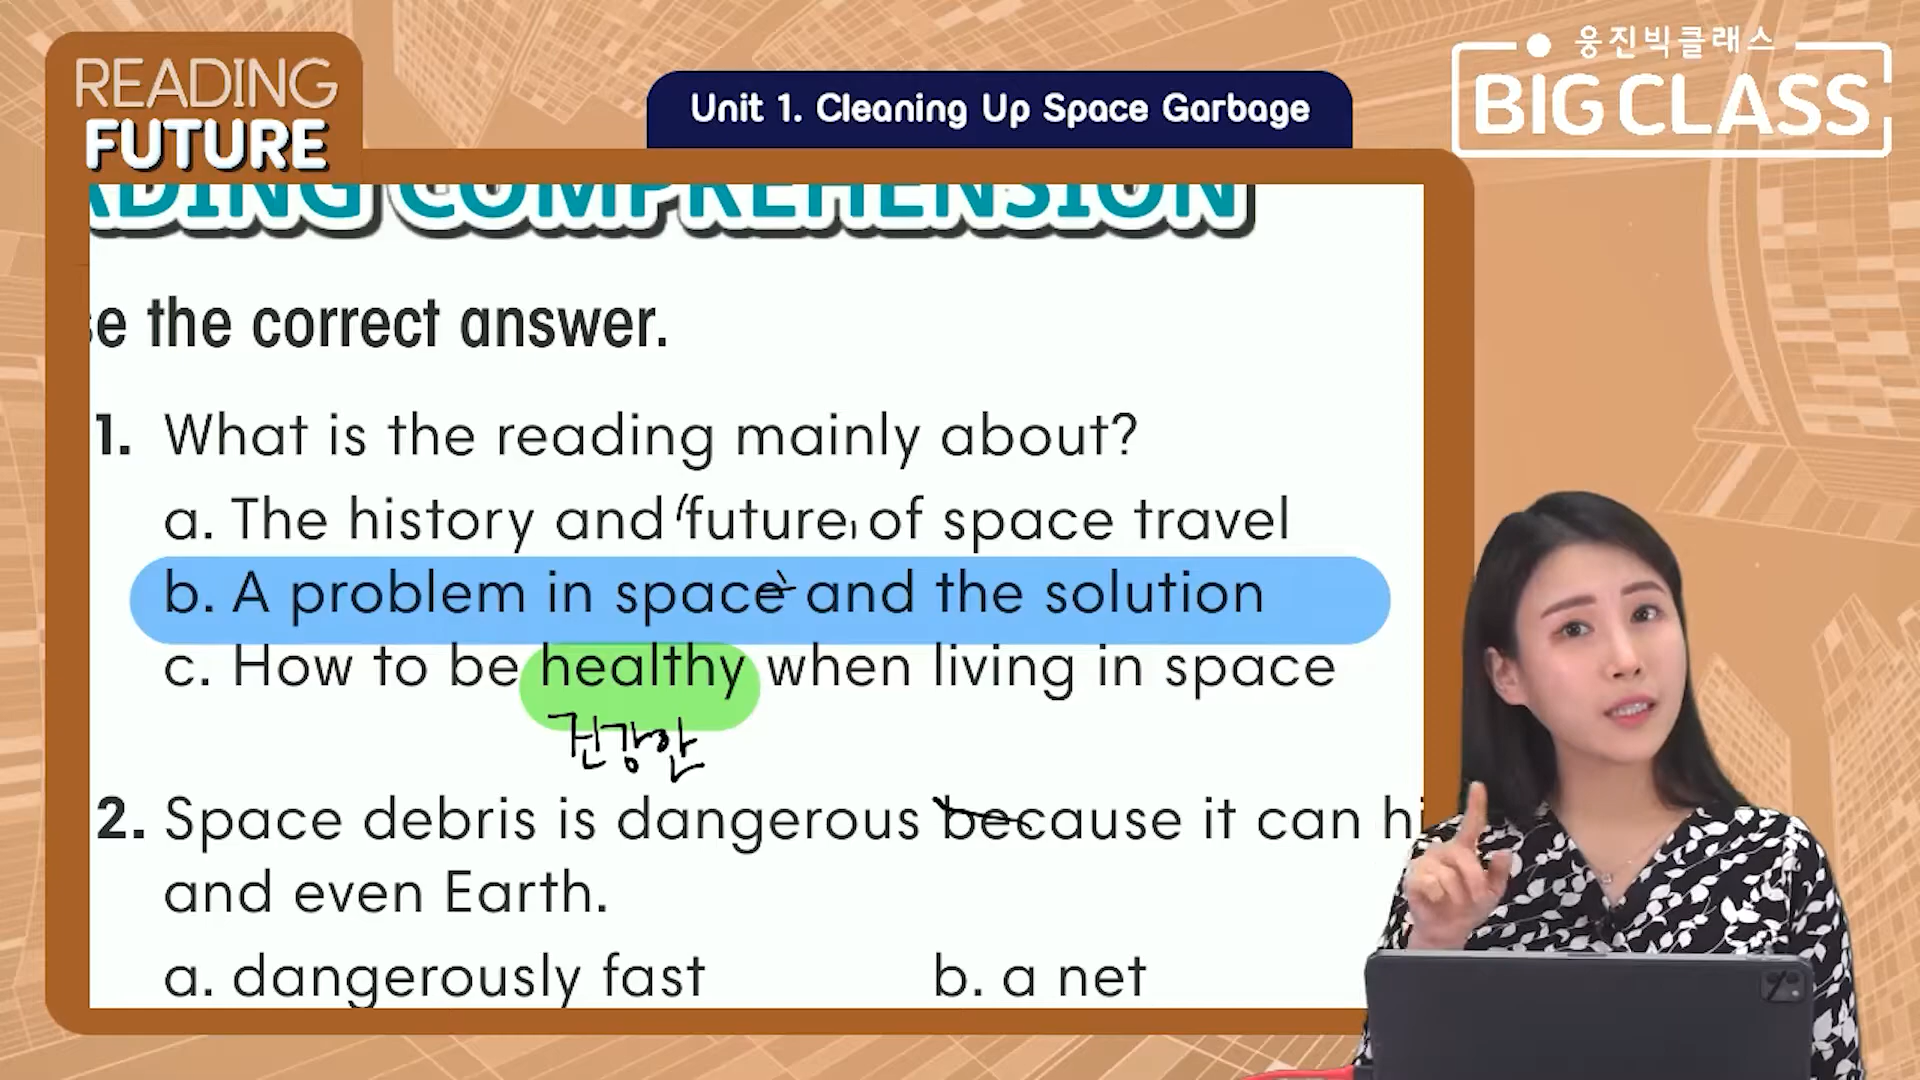 READING
FUTURE
Unit 1. Cleaning Up Space Garbage
웅진빅클래스
BIG CLASS
ADING COMPREHENSION
se the correct answer.
1. What is the reading mainly about?
a. The history and future of space travel
b. A problem in space and the solution
c. How to be healthy when living in space
건강한
2. Space debris is dangerous because it can hi
and even Earth.
a. dangerously fast b. a net